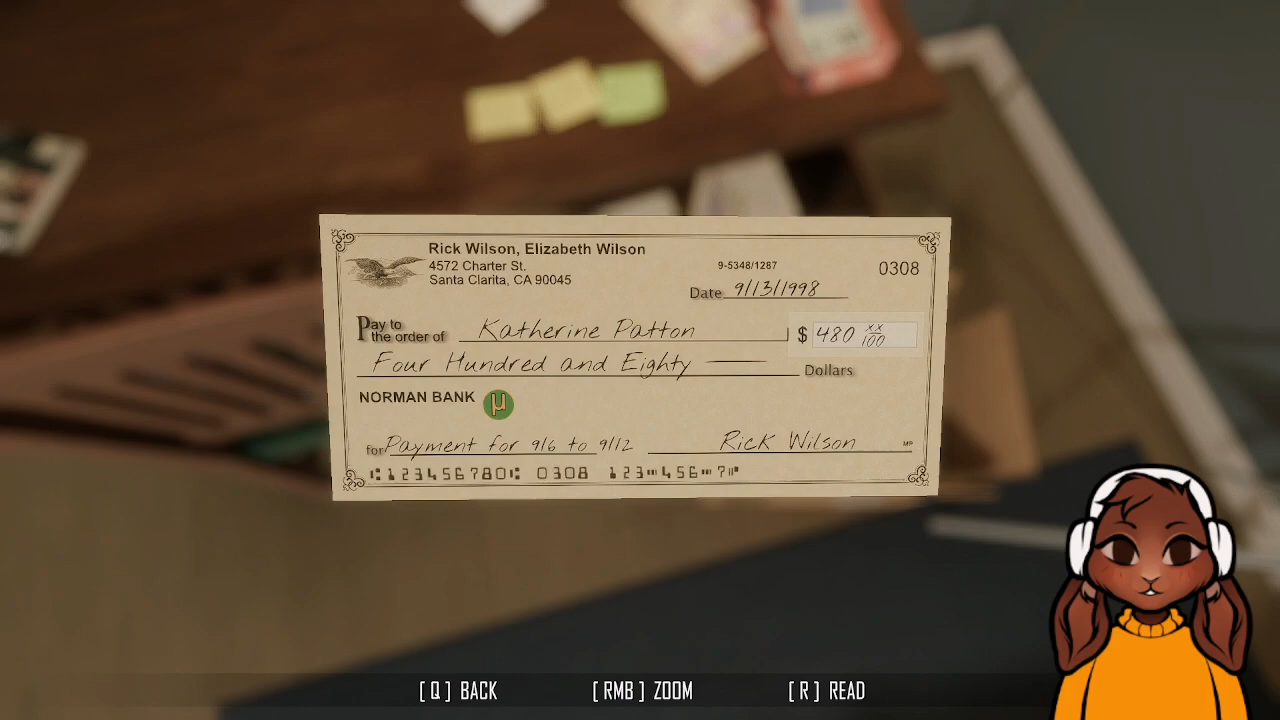 Rick Wilson, Elizabeth Wilson
4572 Charter St.
Santa Clarita, CA 90045
9-5348/1287
0308
Date 9/13/1998
Pay to the order of Katherine Patton $ 480 xx/100
Four Hundred and Eighty Dollars
NORMAN BANK µ
for Payment for 9/6 to 9/12 Rick Wilson MP
⑆123456780⑆ 0308 123⑉456⑉7⑈
[ Q ] BACK [ RMB ] ZOOM [ R ] READ